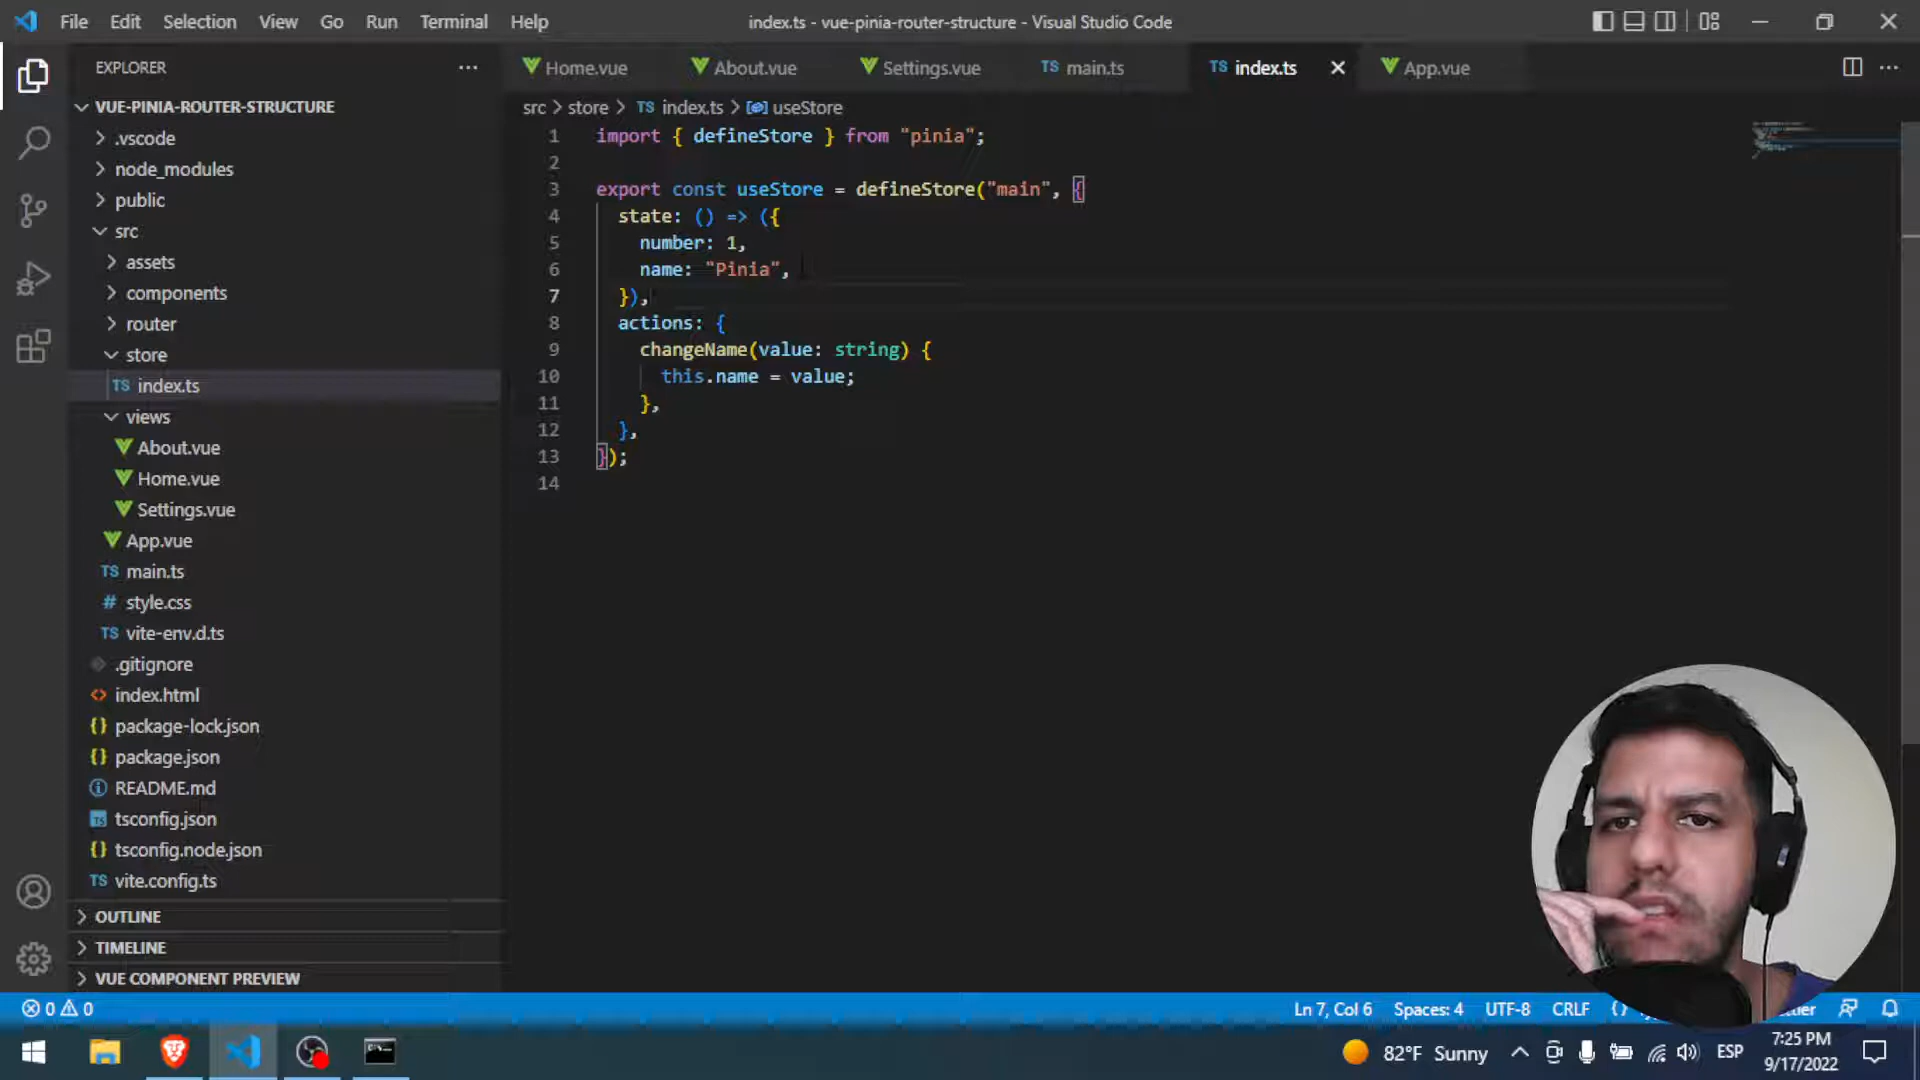 File Edit Selection View Go Run Terminal Help
index.ts - vue-pinia-router-structure - Visual Studio Code
EXPLORER
VUE-PINIA-ROUTER-STRUCTURE
.vscode
node_modules
public
src
assets
components
router
store
TS index.ts
views
About.vue
Home.vue
Settings.vue
App.vue
TS main.ts
# style.css
TS vite-env.d.ts
.gitignore
<> index.html
{} package-lock.json
{} package.json
README.md
TS tsconfig.json
{} tsconfig.node.json
TS vite.config.ts
OUTLINE
TIMELINE
VUE COMPONENT PREVIEW
Home.vue About.vue Settings.vue TS main.ts TS index.ts App.vue
src > store > TS index.ts > useStore
1 import { defineStore } from "pinia";
2
3 export const useStore = defineStore("main", {
4 state: () => ({
5 number: 1,
6 name: "Pinia",
7 }),
8 actions: {
9 changeName(value: string) {
10 this.name = value;
11 },
12 },
13 });
14
0 0 Ln 7, Col 6 Spaces: 4 UTF-8 CRLF
82°F Sunny ESP 7:25 PM
9/17/2022